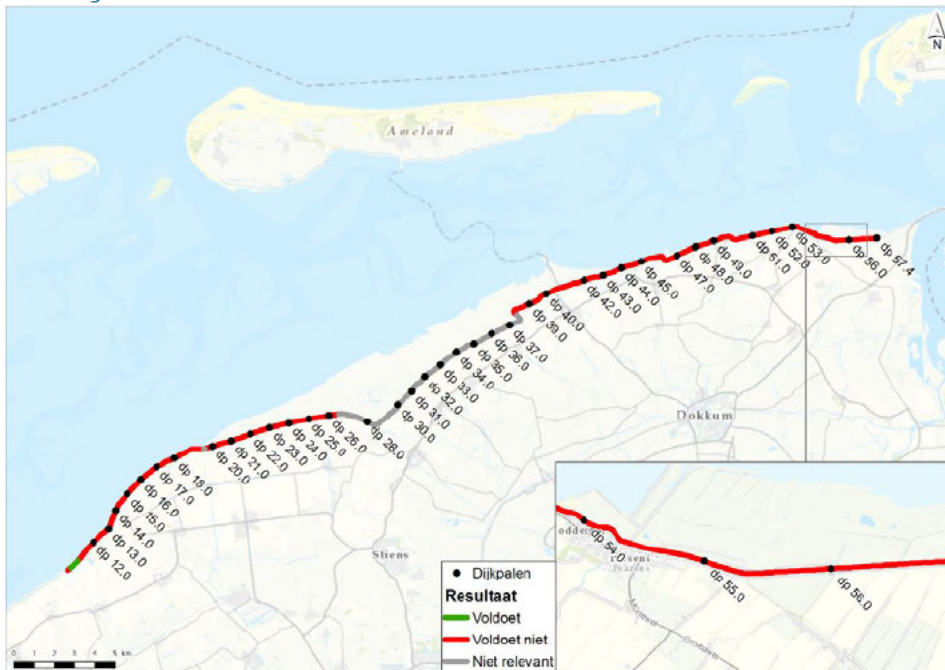 N
Ameland
dp 53.0
dp 52.0
dp 51.0
dp 49.0
dp 48.0
dp 47.0
dp 45.0
dp 44.0
dp 43.0
dp 42.0
dp 40.0
dp 39.0
dp 37.0
dp 36.0
dp 35.0
dp 34.0
dp 33.0
dp 32.0
dp 31.0
dp 30.0
dp 28.0
dp 26.0
dp 25.0
dp 24.0
dp 23.0
dp 22.0
dp 21.0
dp 20.0
dp 18.0
dp 17.0
dp 16.0
dp 15.0
dp 14.0
dp 13.0
dp 12.0
dp 56.0
dp 57.4
Dokkum
Stiens
Dijkpalen
Resultaat
Voldoet
Voldoet niet
Niet relevant
dp 54.0
dp 55.0
dp 56.0
0 1 2 3 4 5 km